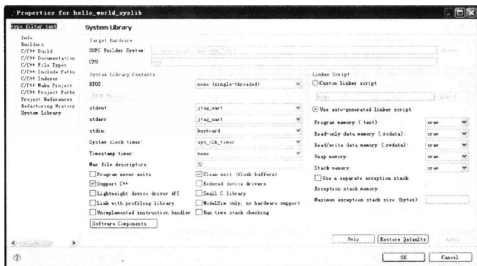 Properties for hello_world_syslib
type filter text
Info
Builders
C/C++ Build
C/C++ Documentation
C/C++ File Types
C/C++ Include Paths
C/C++ Indexer
C/C++ Make Project
C/C++ Project Paths
Project References
Refactoring History
System Library
System Library
Target Hardware
SOPC Builder System:
CPU:
System Library Contents
RTOS: none (single-threaded)
stdout: jtag_uart
stderr: jtag_uart
stdin: keyboard
System clock timer: sys_clk_timer
Timestamp timer: none
Max file descriptors: 32
Program never exits
Clean exit (flush buffers)
Support C++
Reduced device drivers
Lightweight device driver API
Small C library
Link with profiling library
ModelSim only, no hardware support
Unimplemented instruction handler
Run time stack checking
Software Components
Linker Script
Custom linker script
Use auto-generated linker script
Program memory (.text): sram
Read-only data memory (.rodata): sram
Read/write data memory (.rwdata): sram
Heap memory: sram
Stack memory: sram
Use a separate exception stack
Exception stack memory:
Maximum exception stack size (bytes):
Help
Restore Defaults
Apply
OK
Cancel